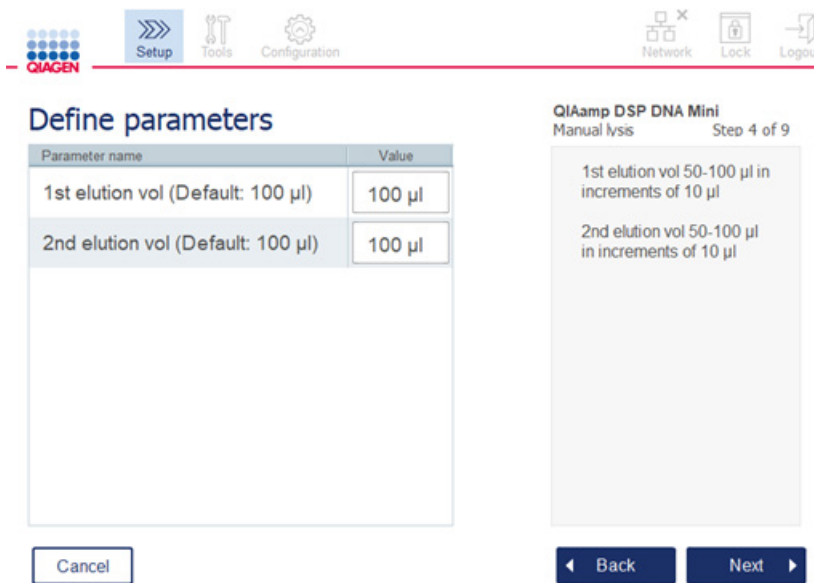 Setup
Tools
Configuration
Network
Lock
QIAGEN
Define parameters
Parameter name Value
1st elution vol (Default: 100 µl) 100 µl
2nd elution vol (Default: 100 µl) 100 µl
QIAamp DSP DNA Mini
Manual lysis Step 4 of 9
1st elution vol 50-100 µl in
increments of 10 µl
2nd elution vol 50-100 µl
in increments of 10 µl
Cancel
Back
Next